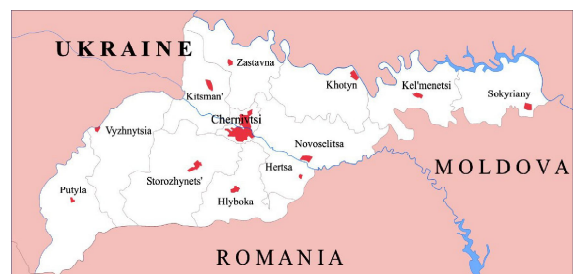 UKRAINE
Zastavna
Khotyn
Kel'menetsi
Sokyriany
Kitsman'
Chernivtsi
Vyzhnytsia
Novoselitsa
Hertsa
MOLDOVA
Storozhynets'
Putyla
Hlyboka
ROMANIA